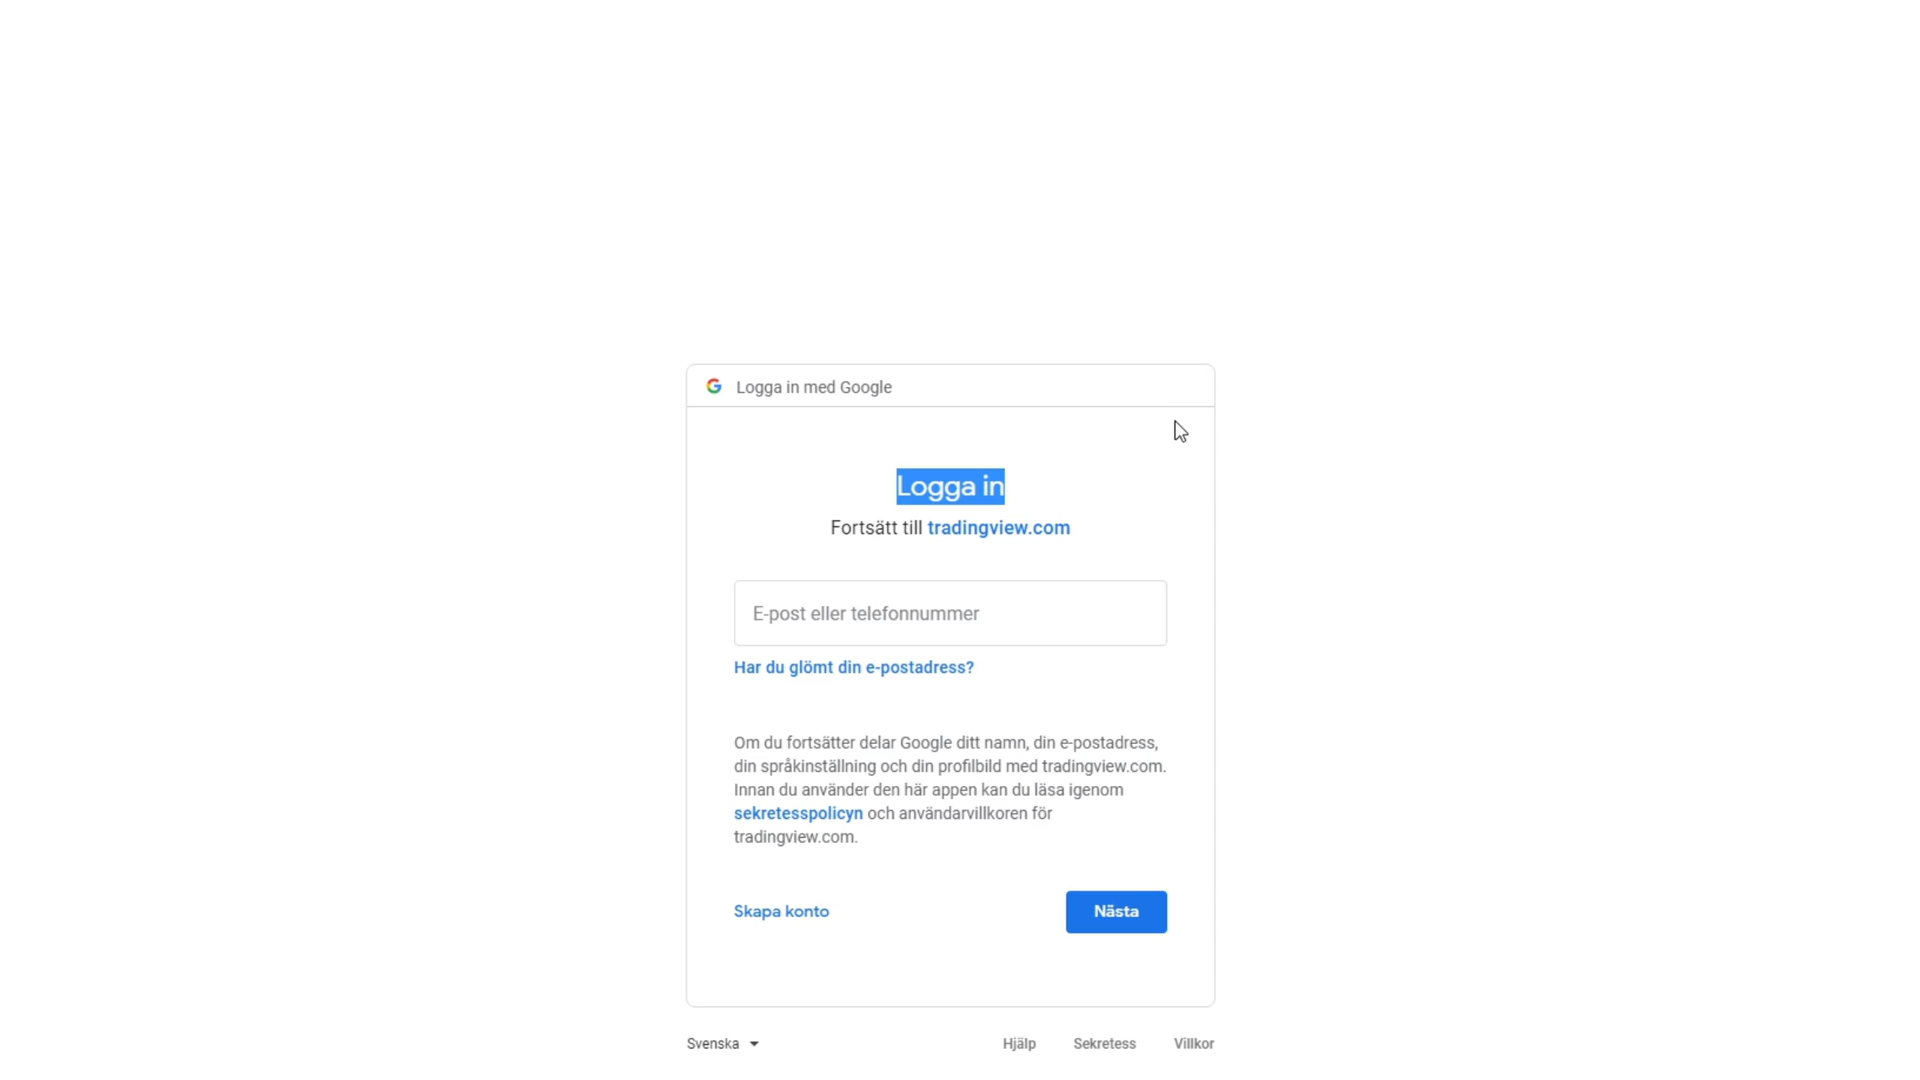 Logga in med Google
Logga in
Fortsätt till tradingview.com
E-post eller telefonnummer
Har du glömt din e-postadress?
Om du fortsätter delar Google ditt namn, din e-postadress,
din språkinställning och din profilbild med tradingview.com.
Innan du använder den här appen kan du läsa igenom
sekretesspolicyn och användarvillkoren för
tradingview.com.
Skapa konto
Nästa
Svenska
Hjälp
Sekretess
Villkor